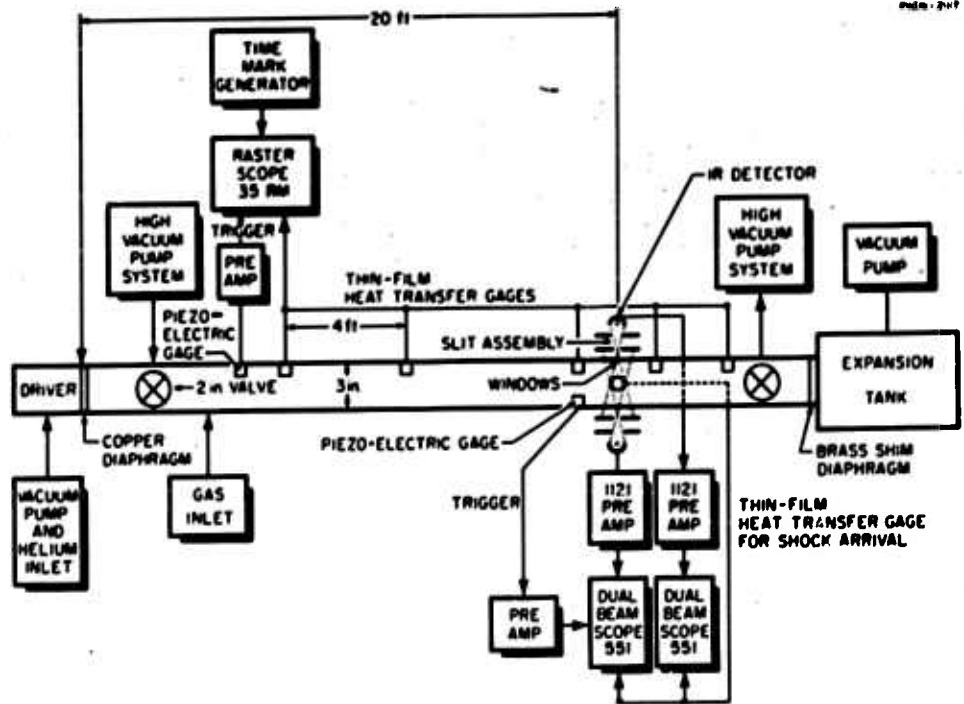 20 ft
TIME
MARK
GENERATOR
RASTER
SCOPE
35 RM
TRIGGER
PRE
AMP
HIGH
VACUUM
PUMP
SYSTEM
PIEZO-
ELECTRIC
GAGE
THIN-FILM
HEAT TRANSFER GAGES
4 ft
IR DETECTOR
SLIT ASSEMBLY
HIGH
VACUUM
PUMP
SYSTEM
VACUUM
PUMP
DRIVER
2 in VALVE
3 in
WINDOWS
EXPANSION
TANK
COPPER
DIAPHRAGM
PIEZO-ELECTRIC GAGE
BRASS SHIM
DIAPHRAGM
VACUUM
PUMP
AND
HELIUM
INLET
GAS
INLET
TRIGGER
1121
PRE
AMP
1121
PRE
AMP
THIN-FILM
HEAT TRANSFER GAGE
FOR SHOCK ARRIVAL
PRE
AMP
DUAL
BEAM
SCOPE
551
DUAL
BEAM
SCOPE
551